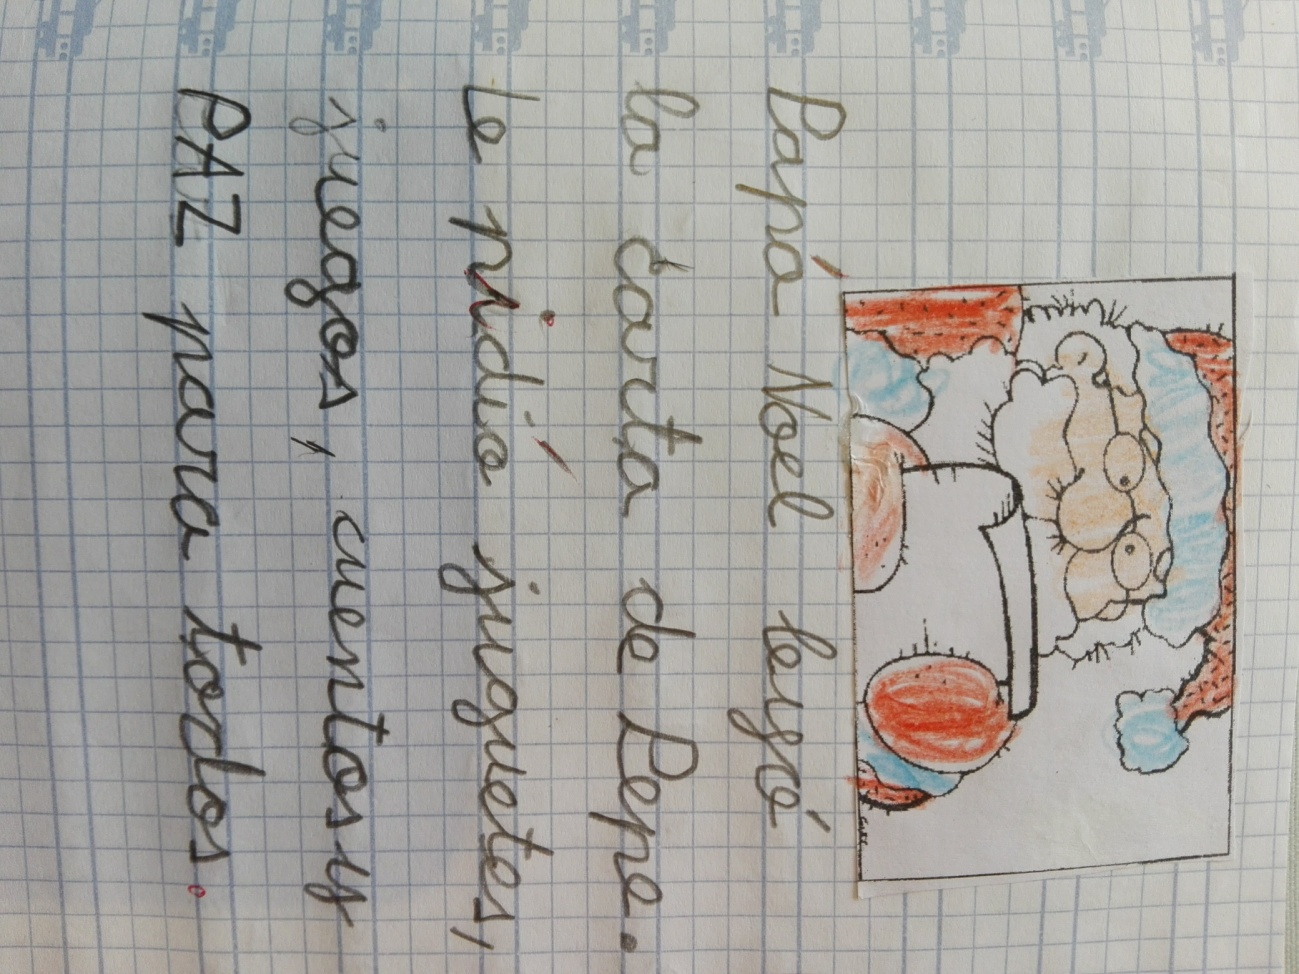 Papá Noel leyó
la carta de Pepe.
Le pidió juguetes,
juegos, cuentos y
PAZ para todos.